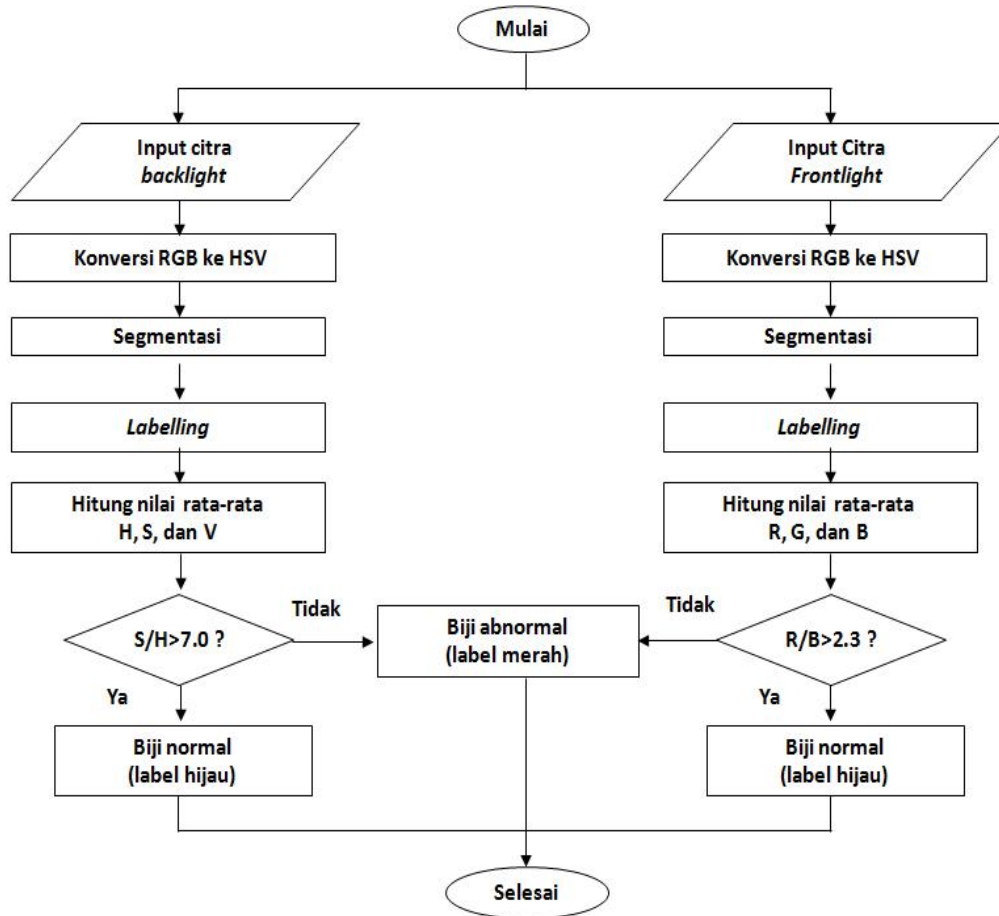 Mulai
Input citra
backlight
Konversi RGB ke HSV
Segmentasi
Labelling
Hitung nilai rata-rata
H, S, dan V
S/H>7.0 ?
Tidak
Ya
Biji normal
(label hijau)
Input Citra
Frontlight
Konversi RGB ke HSV
Segmentasi
Labelling
Hitung nilai rata-rata
R, G, dan B
R/B>2.3 ?
Tidak
Ya
Biji normal
(label hijau)
Biji abnormal
(label merah)
Selesai